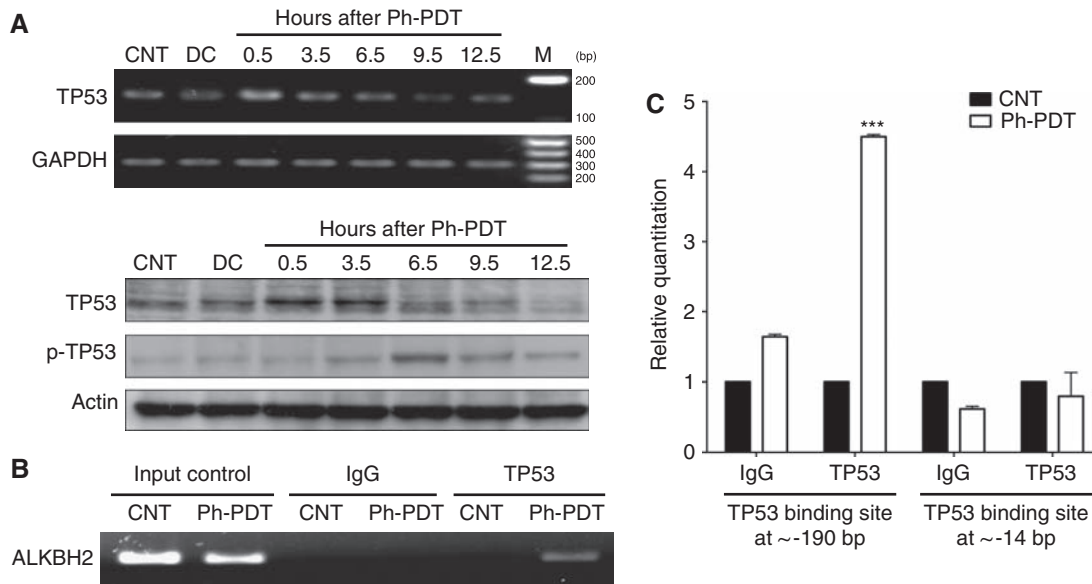 A
Hours after Ph-PDT
CNT DC 0.5 3.5 6.5 9.5 12.5 M (bp)
TP53
200
100
GAPDH
500
400
300
200
Hours after Ph-PDT
CNT DC 0.5 3.5 6.5 9.5 12.5
TP53
p-TP53
Actin
B
Input control IgG TP53
CNT Ph-PDT CNT Ph-PDT CNT Ph-PDT
ALKBH2
C
CNT
Ph-PDT
***
Relative quantitation
5
4
3
2
1
0
IgG TP53 IgG TP53
TP53 binding site TP53 binding site
at ~-190 bp at ~-14 bp